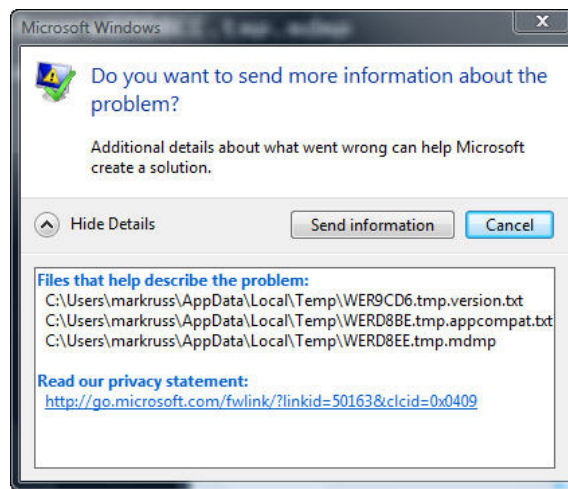 Microsoft Windows
x
Do you want to send more information about the
problem?
Additional details about what went wrong can help Microsoft
create a solution.
Hide Details
Send information
Cancel
Files that help describe the problem:
C:\Users\markruss\AppData\Local\Temp\WER9CD6.tmp.version.txt
C:\Users\markruss\AppData\Local\Temp\WERD8BE.tmp.appcompat.txt
C:\Users\markruss\AppData\Local\Temp\WERD8EE.tmp.mdmp
Read our privacy statement:
http://go.microsoft.com/fwlink/?linkid=50163&clcid=0x0409